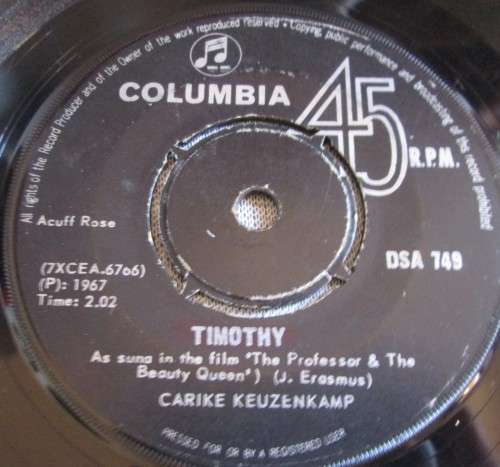 All rights of the Record Producer and of the Owner of the work reproduced reserved • Copying, public performance and broadcasting of this record prohibited
COLUMBIA
45
R.P.M.
Acuff Rose
DSA 749
(7XCEA.6766)
(P): 1967
Time: 2.02
TIMOTHY
As sung in the film "The Professor & The
Beauty Queen") (J. Erasmus)
CARIKE KEUZENKAMP
PRESSED FOR OR BY A REGISTERED USER